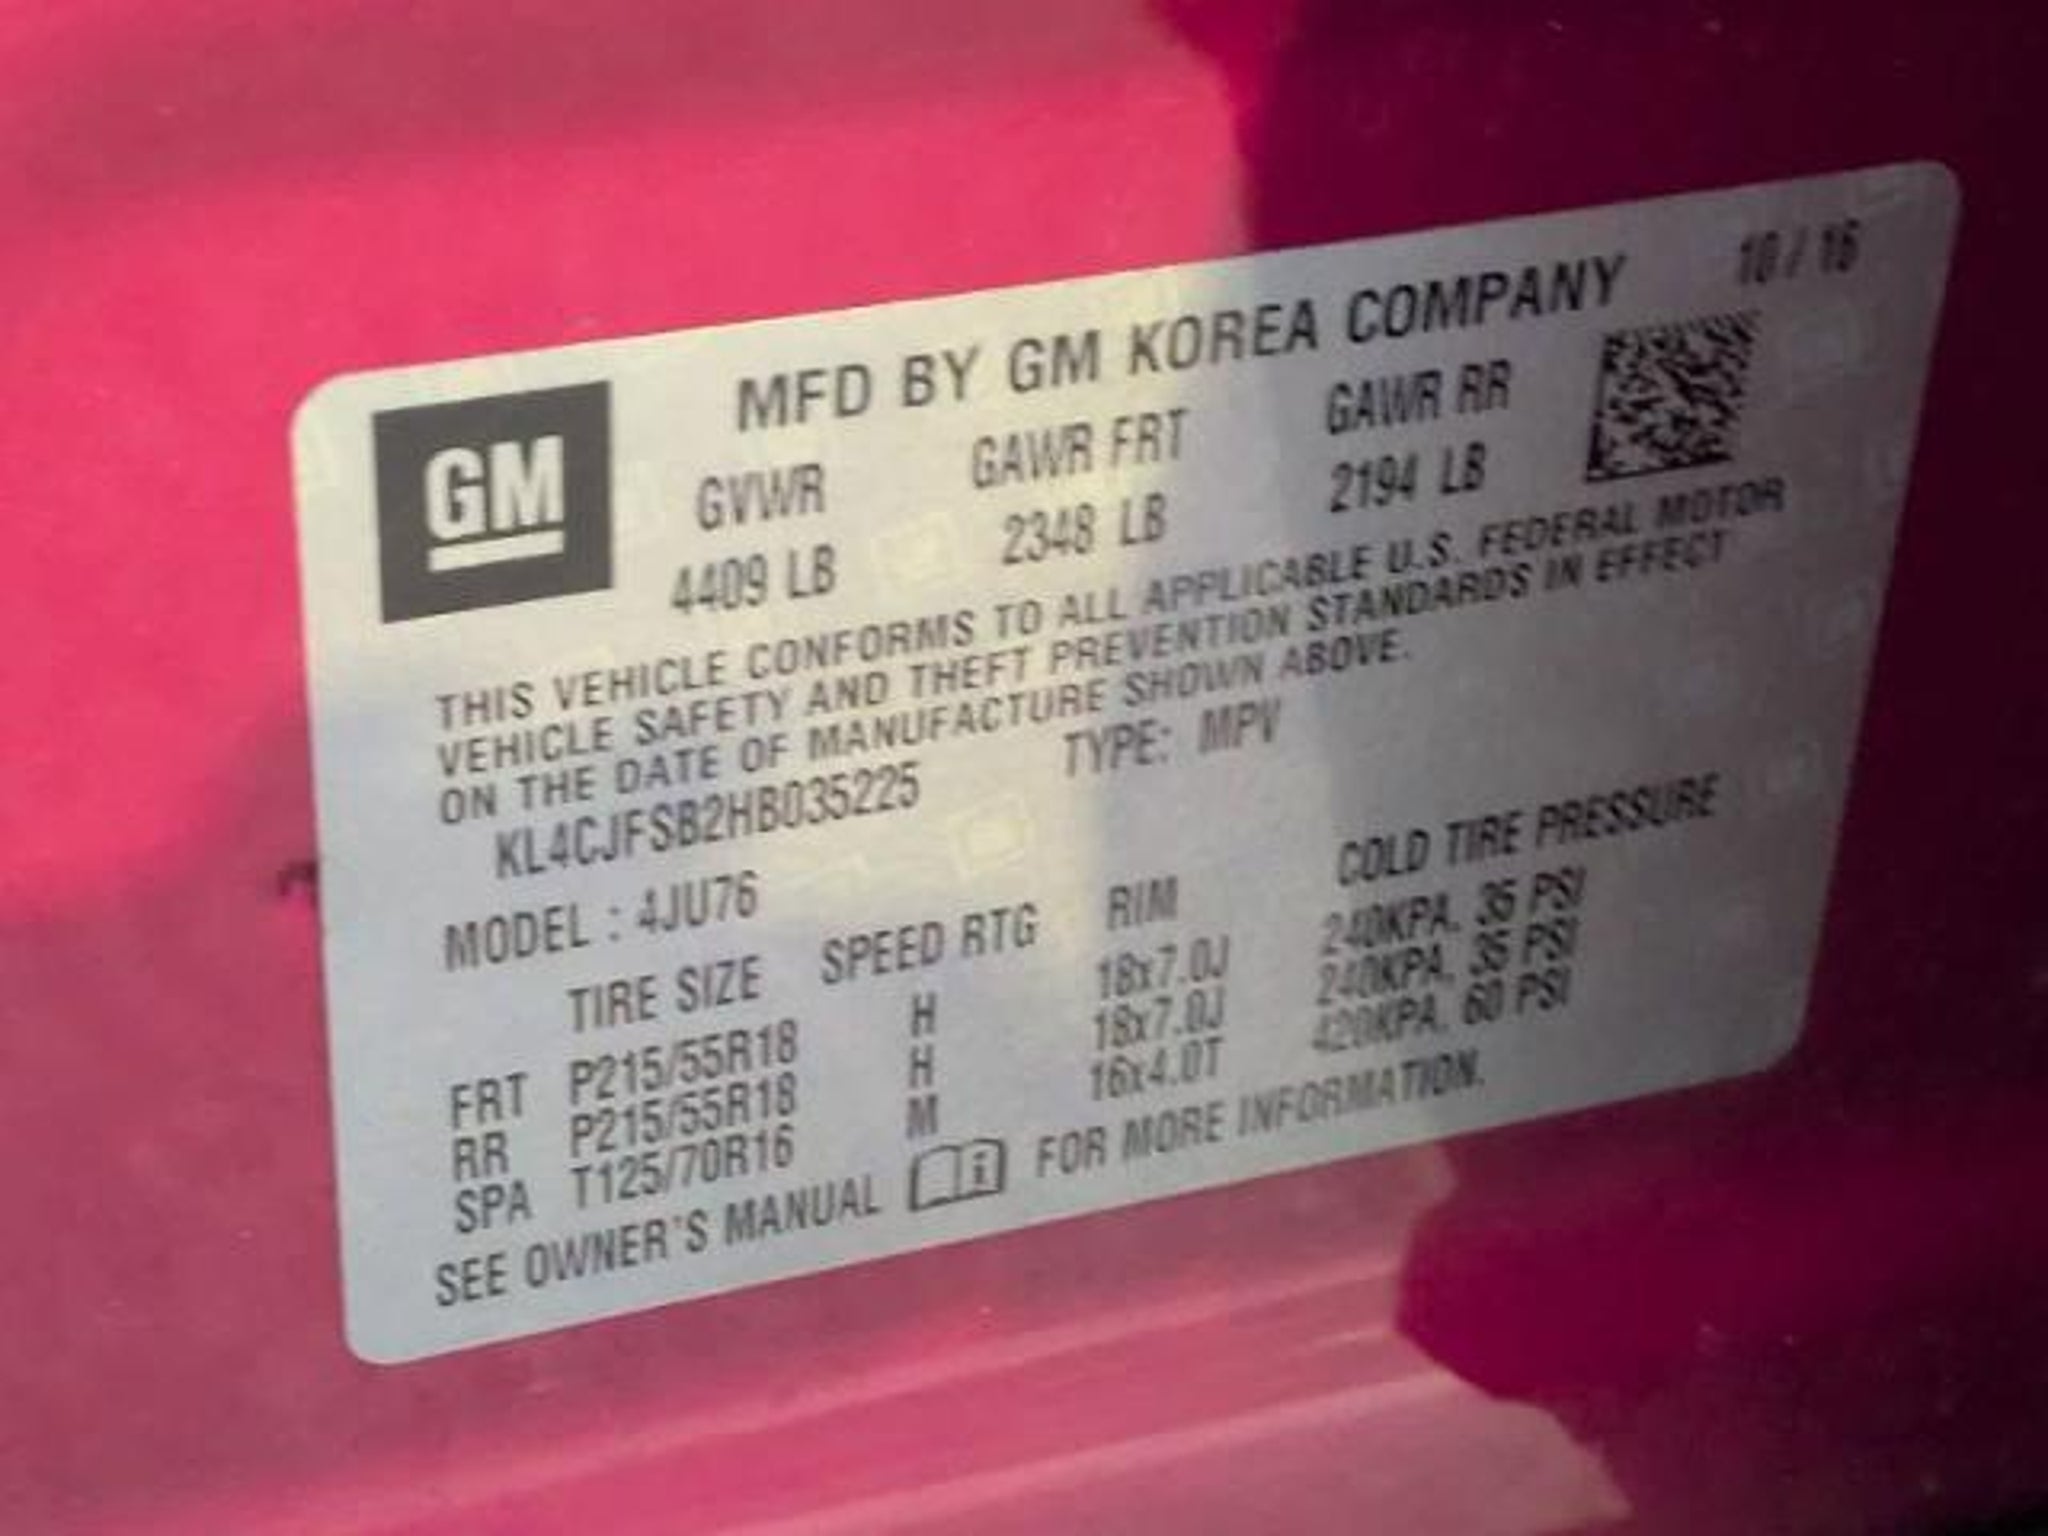 MFD BY GM KOREA COMPANY 10 / 16
GM
GVWR GAWR FRT GAWR RR
4409 LB 2348 LB 2194 LB
THIS VEHICLE CONFORMS TO ALL APPLICABLE U.S. FEDERAL MOTOR
VEHICLE SAFETY AND THEFT PREVENTION STANDARDS IN EFFECT
ON THE DATE OF MANUFACTURE SHOWN ABOVE.
KL4CJFSB2HB035225 TYPE: MPV
MODEL : 4JU76
TIRE SIZE SPEED RTG RIM COLD TIRE PRESSURE
FRT P215/55R18 H 18x7.0J 240KPA, 35 PSI
RR P215/55R18 H 18x7.0J 240KPA, 35 PSI
SPA T125/70R16 M 16x4.0T 420KPA, 60 PSI
SEE OWNER'S MANUAL FOR MORE INFORMATION.